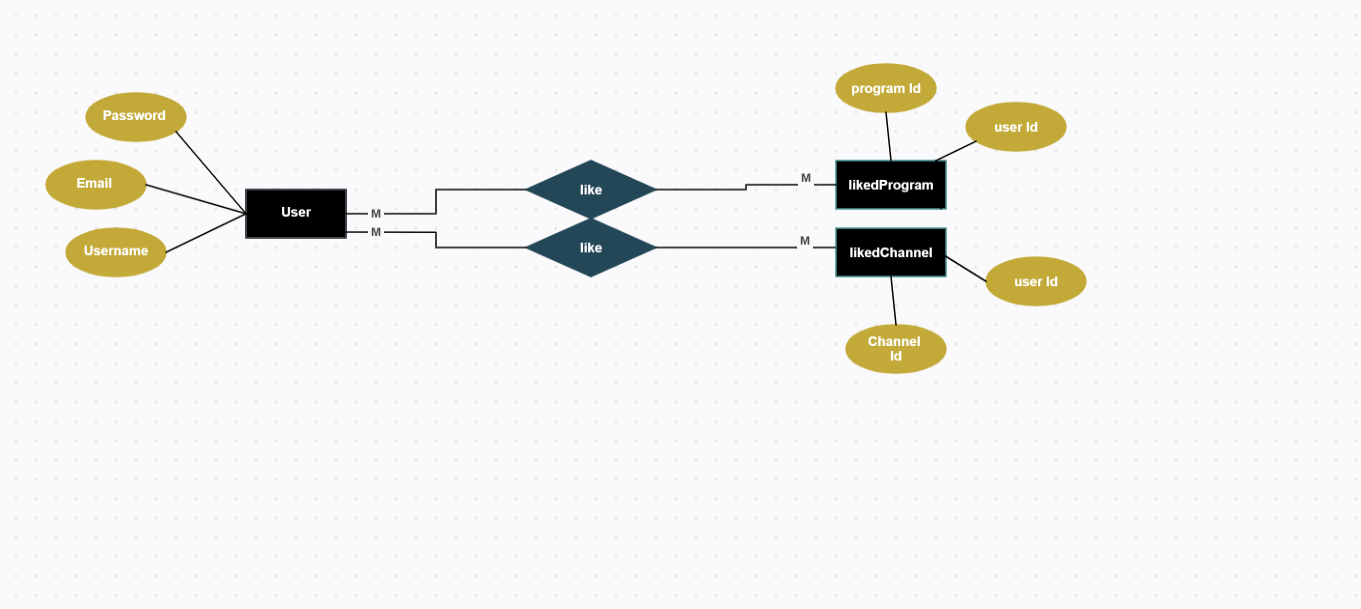 program Id
Password
user Id
Email
User
Username
M
M
like
like
M
M
likedProgram
likedChannel
user Id
Channel
Id